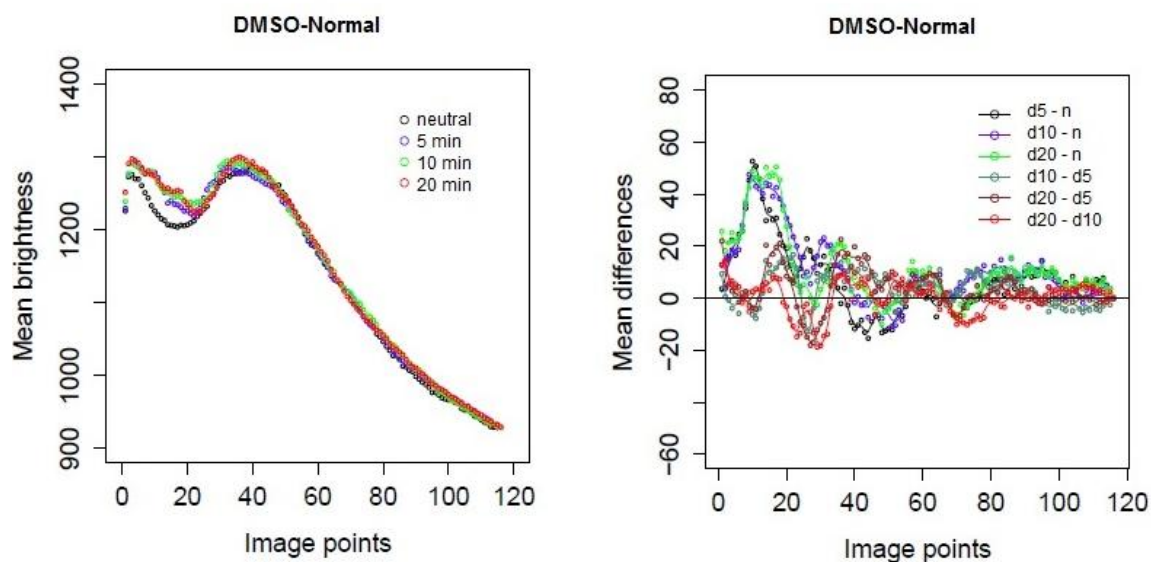 DMSO-Normal
Mean brightness
1400
1200
1000
900
neutral
5 min
10 min
20 min
0 20 40 60 80 100 120
Image points
DMSO-Normal
Mean differences
80
60
40
20
0
−20
−60
d5 - n
d10 - n
d20 - n
d10 - d5
d20 - d5
d20 - d10
0 20 40 60 80 100 120
Image points